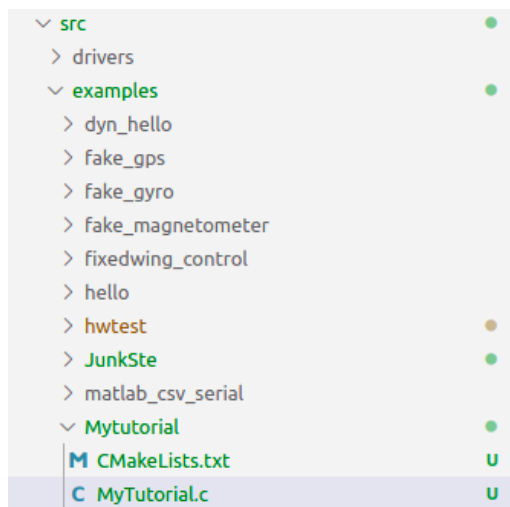 src
drivers
examples
dyn_hello
fake_gps
fake_gyro
fake_magnetometer
fixedwing_control
hello
hwtest
JunkSte
matlab_csv_serial
Mytutorial
M CMakeLists.txt U
C MyTutorial.c U